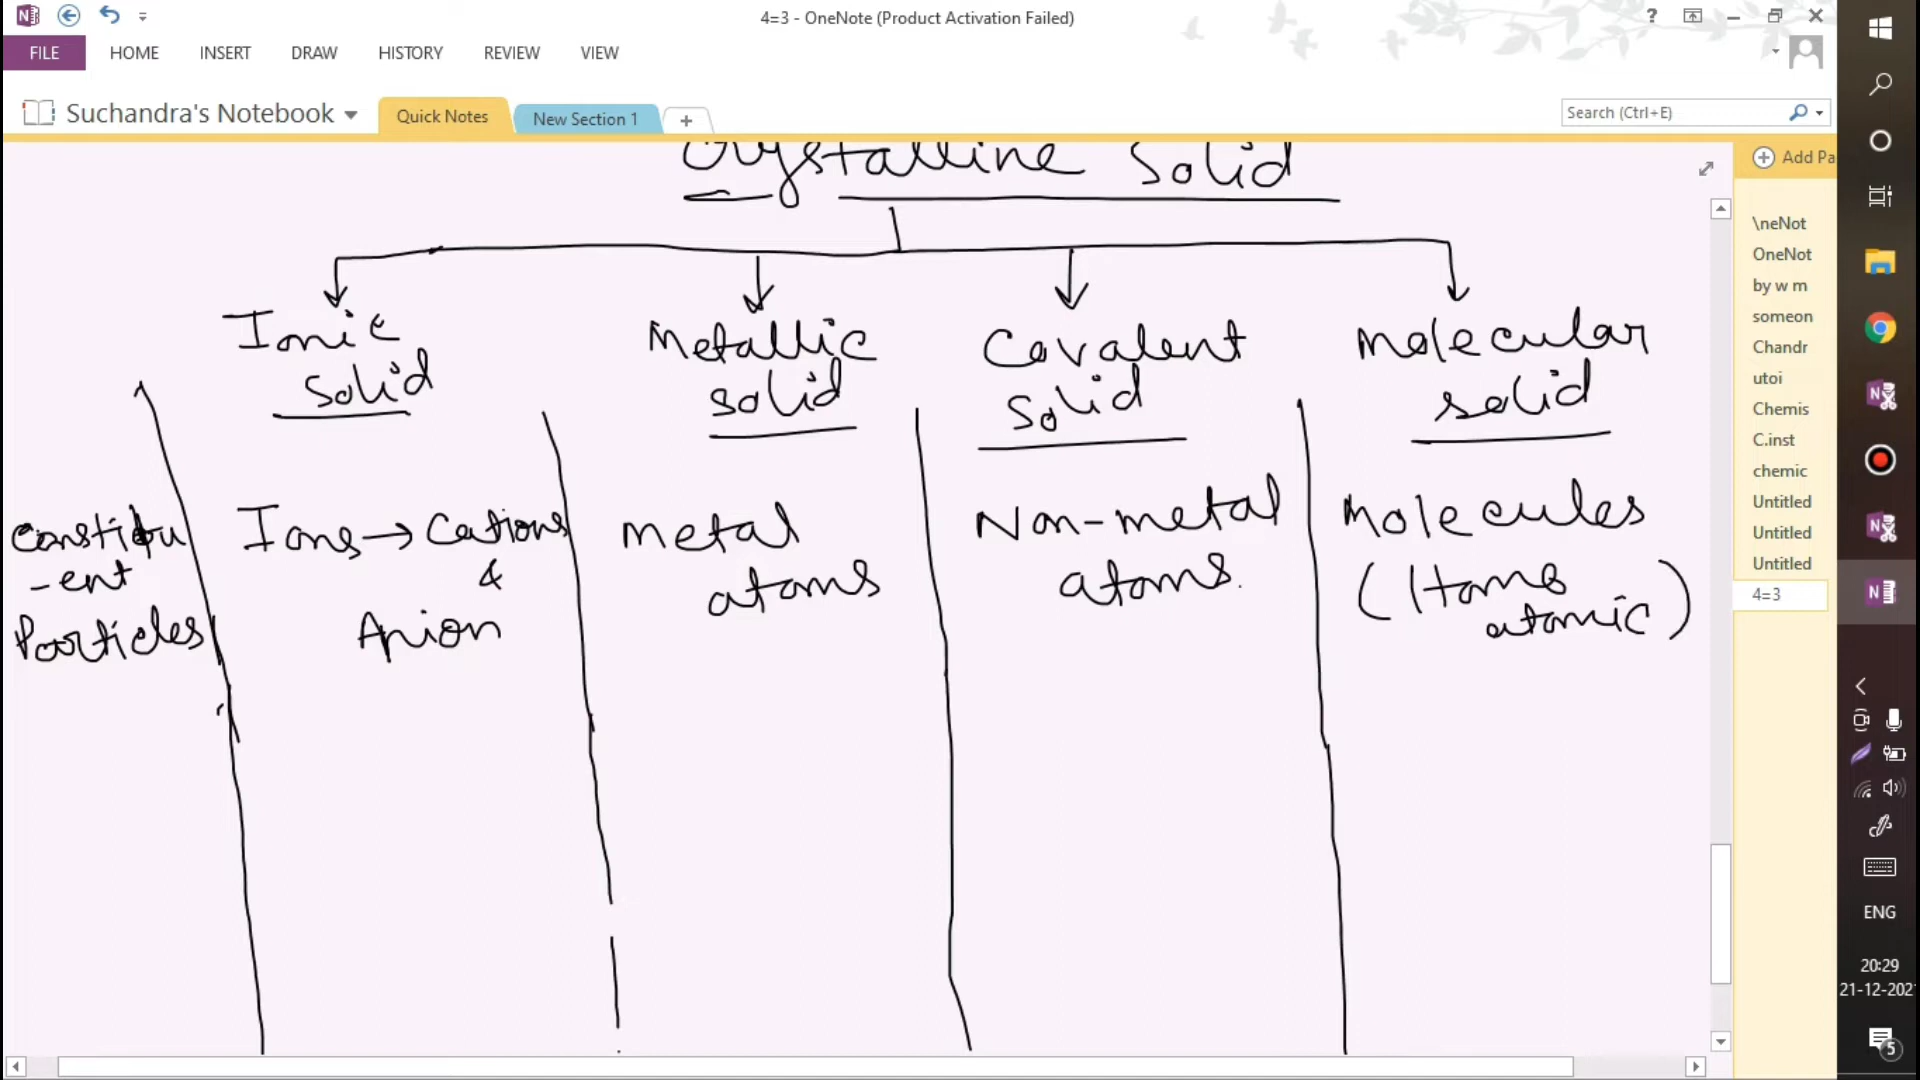 4=3 - OneNote (Product Activation Failed)
FILE HOME INSERT DRAW HISTORY REVIEW VIEW
Suchandra's Notebook Quick Notes New Section 1
Search (Ctrl+E)
Add Pa
\neNot
OneNot
by w m
someon
Chandr
utoi
Chemis
C.inst
chemic
Untitled
Untitled
Untitled
4=3
Crystalline Solid
Ionic Metallic Covalent Molecular
Solid solid Solid solid
Constitu Ions → Cations Metal Non-metal Molecules
-ent & atoms atoms. (Homo
Particles Anion atomic)
ENG
20:29
21-12-202
5